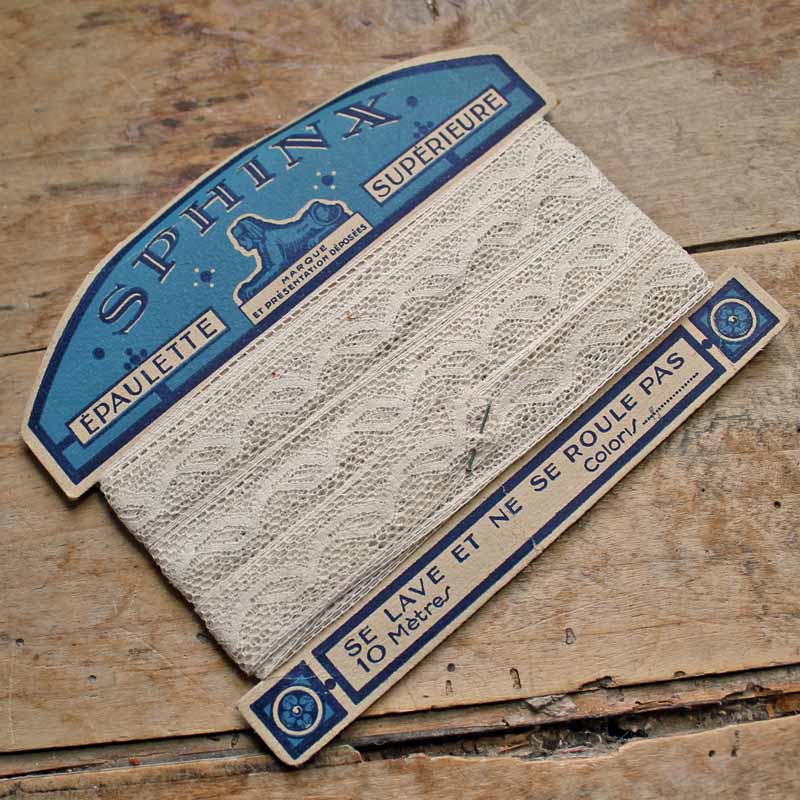 SPHINX
ÉPAULETTE SUPÉRIEURE
MARQUE
ET PRÉSENTATION DÉPOSÉES
SE LAVE ET NE SE ROULE PAS
10 Mètres Coloris